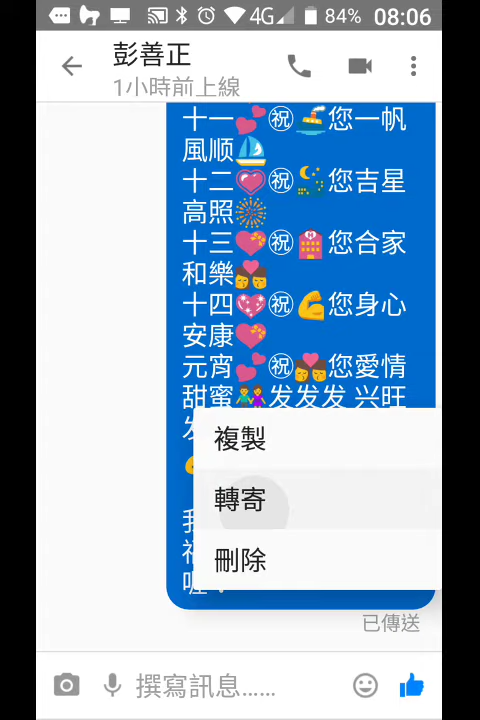 4G 84% 08:06
彭善正
1小時前上線
十一💕㊗🚢您一帆
風顺⛵
十二💗㊗🌃您吉星
高照🎆
十三💝㊗🏩您合家
和樂💏
十四💖㊗💪您身心
安康💝
元宵💕㊗💏您愛情
甜蜜👫发发发 兴旺
複製
轉寄
刪除
喔
已傳送
撰寫訊息......